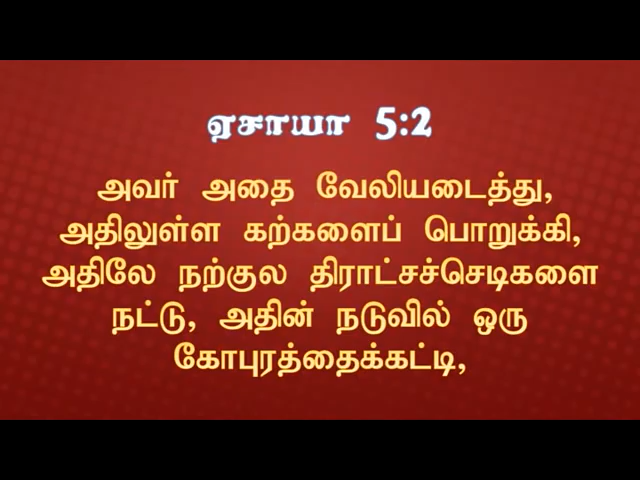 ஏசாயா 5:2
அவர் அதை வேலியடைத்து,
அதிலுள்ள கற்களைப் பொறுக்கி,
அதிலே நற்குல திராட்சச்செடிகளை
நட்டு, அதின் நடுவில் ஒரு
கோபுரத்தைக்கட்டி,